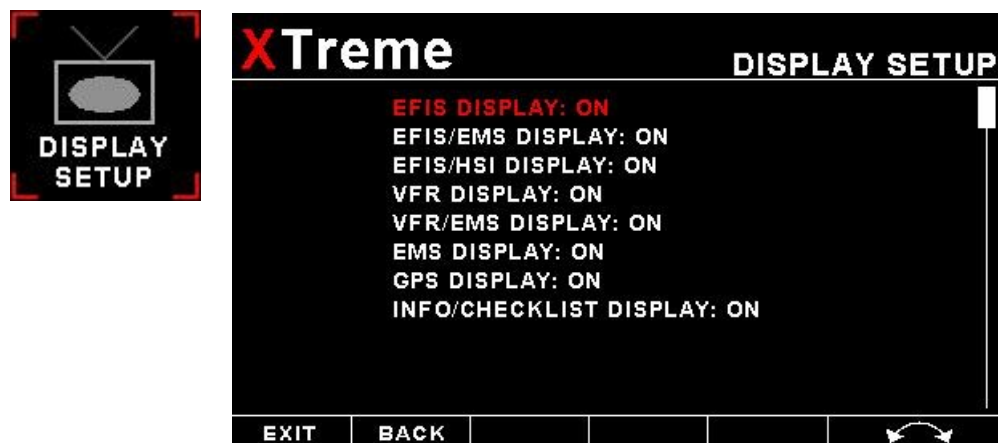 DISPLAY
SETUP
XTreme
DISPLAY SETUP
EFIS DISPLAY: ON
EFIS/EMS DISPLAY: ON
EFIS/HSI DISPLAY: ON
VFR DISPLAY: ON
VFR/EMS DISPLAY: ON
EMS DISPLAY: ON
GPS DISPLAY: ON
INFO/CHECKLIST DISPLAY: ON
EXIT BACK